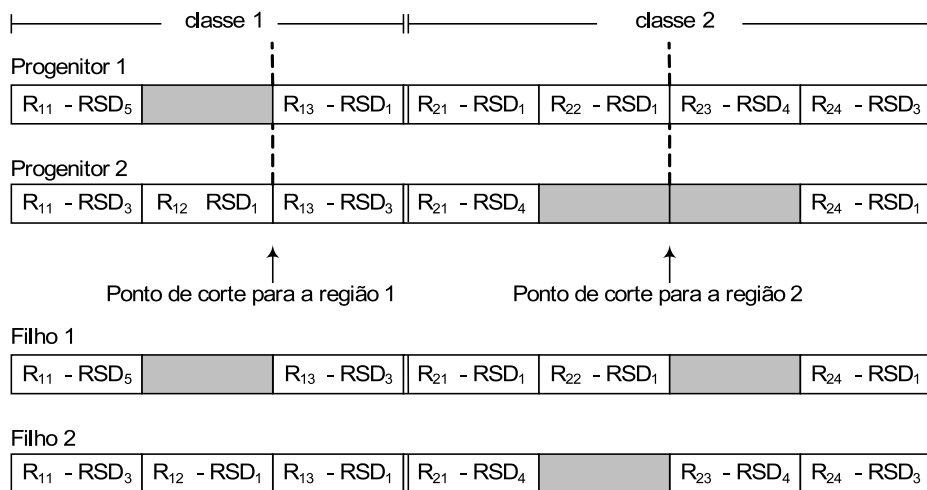 classe 1 classe 2
Progenitor 1
R₁₁ - RSD₅ R₁₃ - RSD₁ R₂₁ - RSD₁ R₂₂ - RSD₁ R₂₃ - RSD₄ R₂₄ - RSD₃
Progenitor 2
R₁₁ - RSD₃ R₁₂ RSD₁ R₁₃ - RSD₃ R₂₁ - RSD₄ R₂₄ - RSD₁
Ponto de corte para a região 1 Ponto de corte para a região 2
Filho 1
R₁₁ - RSD₅ R₁₃ - RSD₃ R₂₁ - RSD₁ R₂₂ - RSD₁ R₂₄ - RSD₁
Filho 2
R₁₁ - RSD₃ R₁₂ - RSD₁ R₁₃ - RSD₁ R₂₁ - RSD₄ R₂₃ - RSD₄ R₂₄ - RSD₃